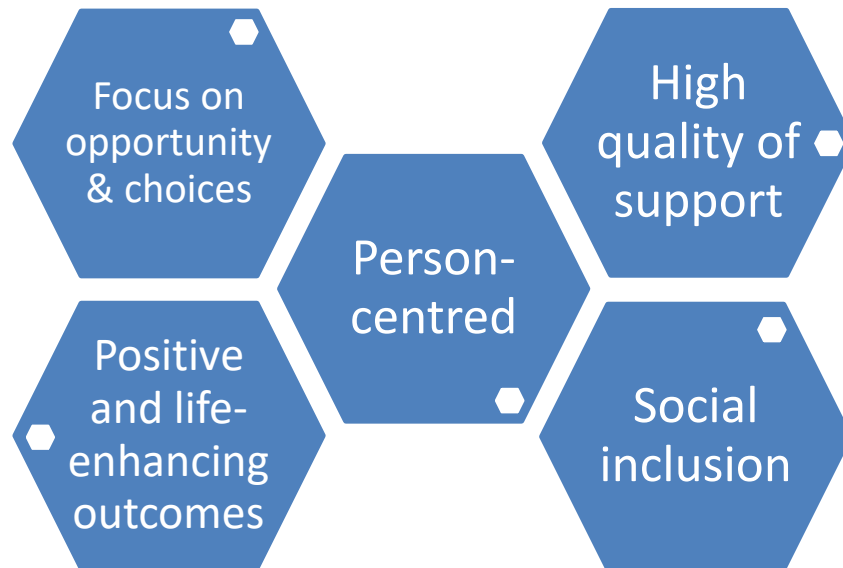 Focus on
opportunity
& choices
High
quality of
support
Person-
centred
Positive
and life-
enhancing
outcomes
Social
inclusion